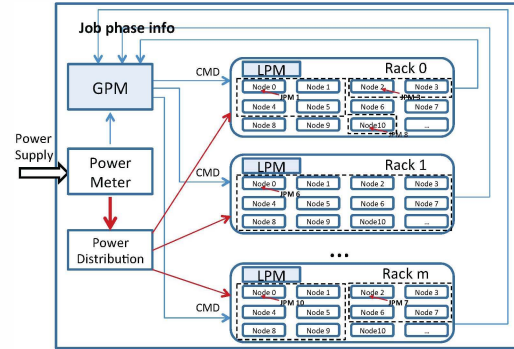 Job phase info
GPM
Power
Supply
Power
Meter
Power
Distribution
CMD
CMD
CMD
LPM
Rack 0
Node 0
Node 1
Node 2
Node 3
JPM 1
Node 4
Node 5
Node 6
Node 7
Node 8
Node 9
Node10
...
JPM 8
LPM
Rack 1
Node 0
Node 1
Node 2
Node 3
JPM 6
Node 4
Node 5
Node 6
Node 7
Node 8
Node 9
Node10
...
...
LPM
Rack m
Node 0
Node 1
Node 2
Node 3
JPM 10
JPM 7
Node 4
Node 5
Node 6
Node 7
Node 8
Node 9
Node10
...